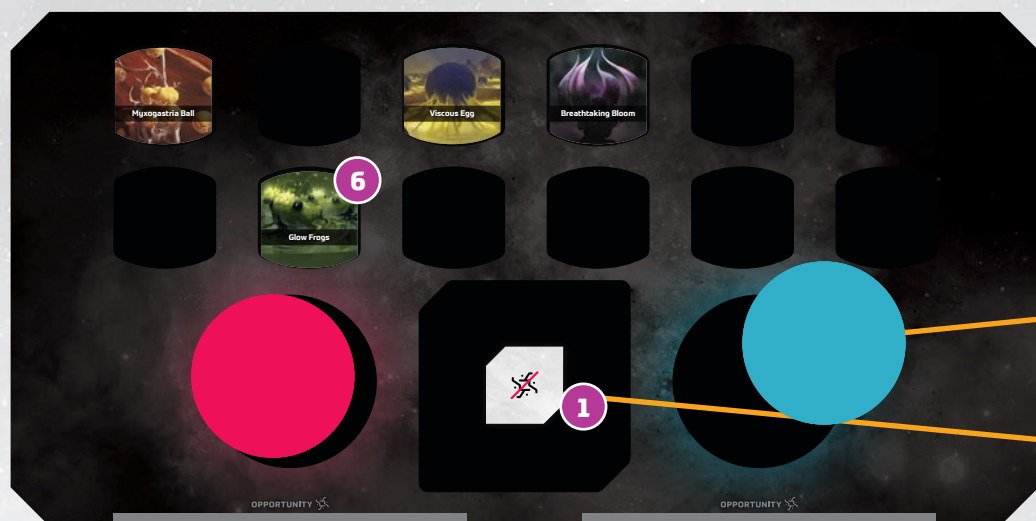 Myxogastria Ball
Viscous Egg
Breathtaking Bloom
6
Glow Frogs
1
OPPORTUNITY
OPPORTUNITY